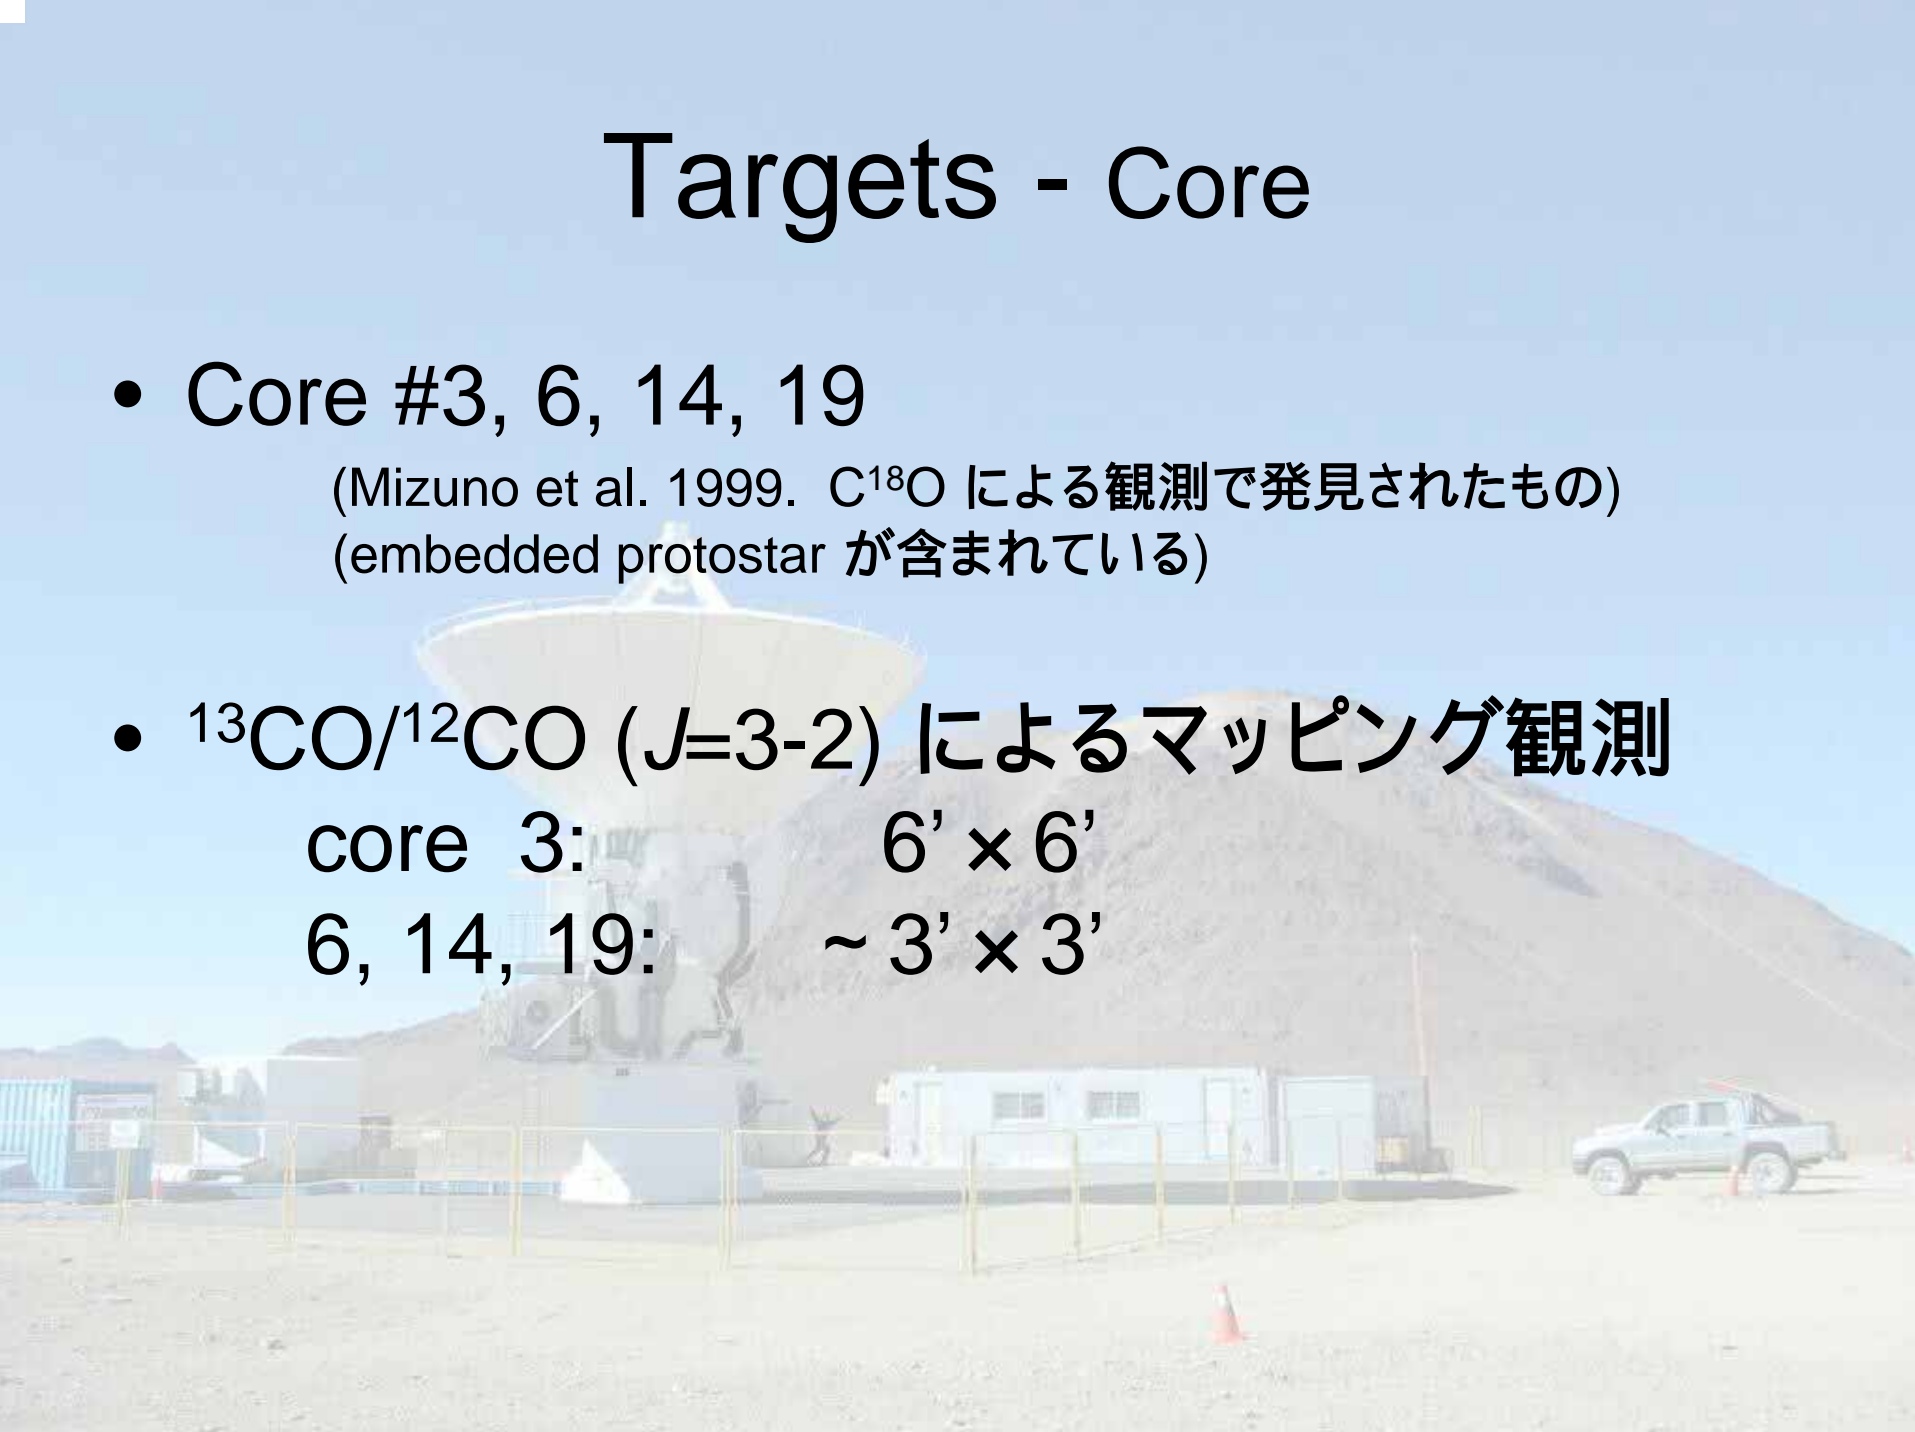 Targets - Core
• Core #3, 6, 14, 19
(Mizuno et al. 1999. C¹⁸O による観測で発見されたもの)
(embedded protostar が含まれている)
• ¹³CO/¹²CO (J=3-2) によるマッピング観測
core 3: 6’ × 6’
6, 14, 19: ~ 3’ × 3’